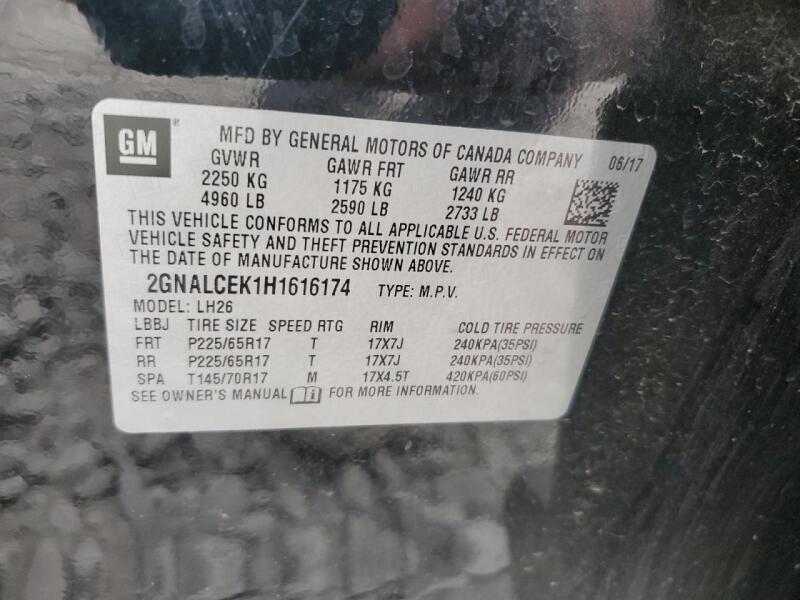 GM ® MFD BY GENERAL MOTORS OF CANADA COMPANY 06/17
GVWR GAWR FRT GAWR RR
2250 KG 1175 KG 1240 KG
4960 LB 2590 LB 2733 LB
THIS VEHICLE CONFORMS TO ALL APPLICABLE U.S. FEDERAL MOTOR
VEHICLE SAFETY AND THEFT PREVENTION STANDARDS IN EFFECT ON
THE DATE OF MANUFACTURE SHOWN ABOVE.
2GNALCEK1H1616174 TYPE: M.P.V.
MODEL: LH26
LBBJ TIRE SIZE SPEED RTG RIM COLD TIRE PRESSURE
FRT P225/65R17 T 17X7J 240KPA(35PSI)
RR P225/65R17 T 17X7J 240KPA(35PSI)
SPA T145/70R17 M 17X4.5T 420KPA(60PSI)
SEE OWNER'S MANUAL i FOR MORE INFORMATION.